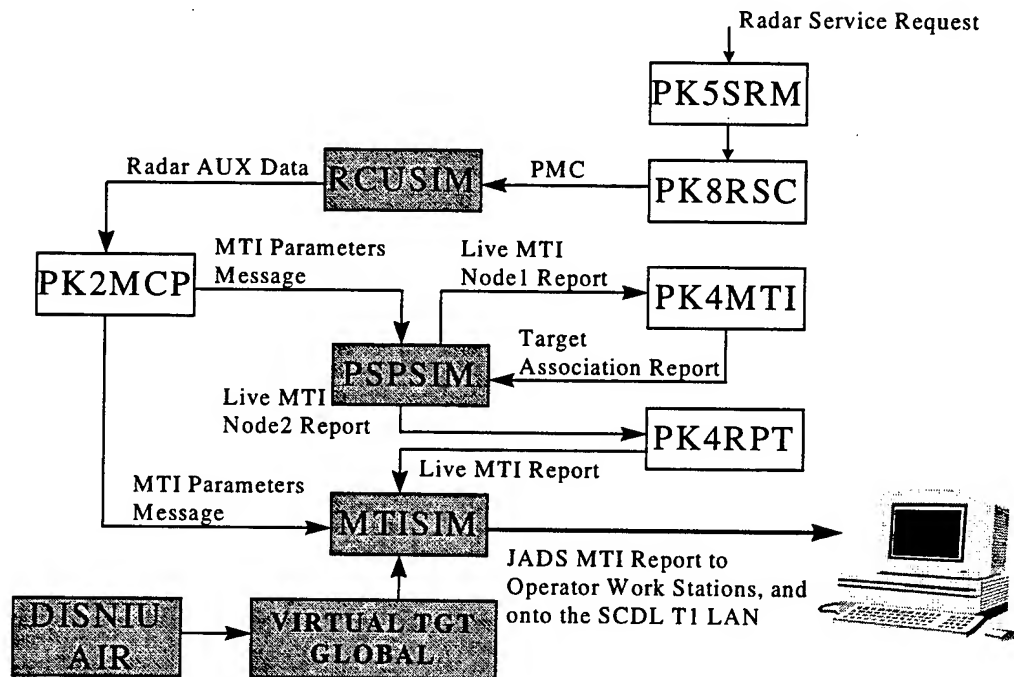 Radar Service Request
PK5SRM
Radar AUX Data
RCUSIM
PMC
PK8RSC
PK2MCP
MTI Parameters
Message
Live MTI
Node1 Report
PK4MTI
Target
Association Report
PSPSIM
Live MTI
Node2 Report
PK4RPT
Live MTI Report
MTI Parameters
Message
MTISIM
JADS MTI Report to
Operator Work Stations, and
onto the SCDL T1 LAN
DISNIU
AIR
VIRTUAL TGT
GLOBAL